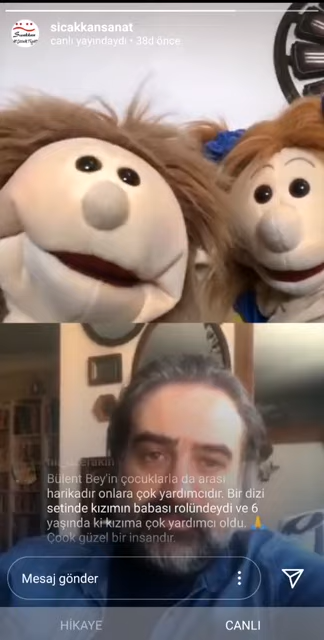 Sicakkan
sicakkansanat
canlı yayındaydı • 38d önce
Bülent Bey'in çocuklarla da arası
harikadır onlara çok yardımcıdır. Bir dizi
setinde kızımın babası rolündeydi ve 6
yaşında ki kızıma çok yardımcı oldu. 🙏
Çook güzel bir insandır.
Mesaj gönder
HİKAYE
CANLI